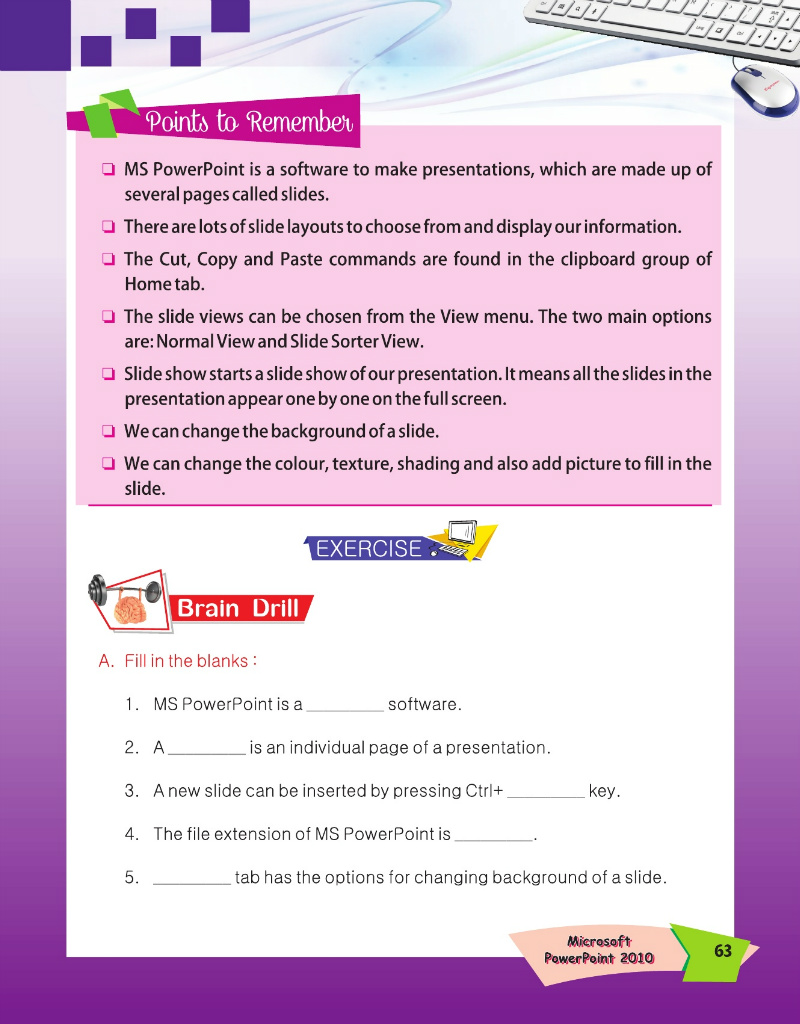 Points to Remember
❑ MS PowerPoint is a software to make presentations, which are made up of
several pages called slides.
❑ There are lots of slide layouts to choose from and display our information.
❑ The Cut, Copy and Paste commands are found in the clipboard group of
Home tab.
❑ The slide views can be chosen from the View menu. The two main options
are: Normal View and Slide Sorter View.
❑ Slide show starts a slide show of our presentation. It means all the slides in the
presentation appear one by one on the full screen.
❑ We can change the background of a slide.
❑ We can change the colour, texture, shading and also add picture to fill in the
slide.
EXERCISE
Brain Drill
A. Fill in the blanks :
1. MS PowerPoint is a _________ software.
2. A _________ is an individual page of a presentation.
3. A new slide can be inserted by pressing Ctrl+ _________ key.
4. The file extension of MS PowerPoint is _________.
5. _________ tab has the options for changing background of a slide.
Microsoft
PowerPoint 2010
63